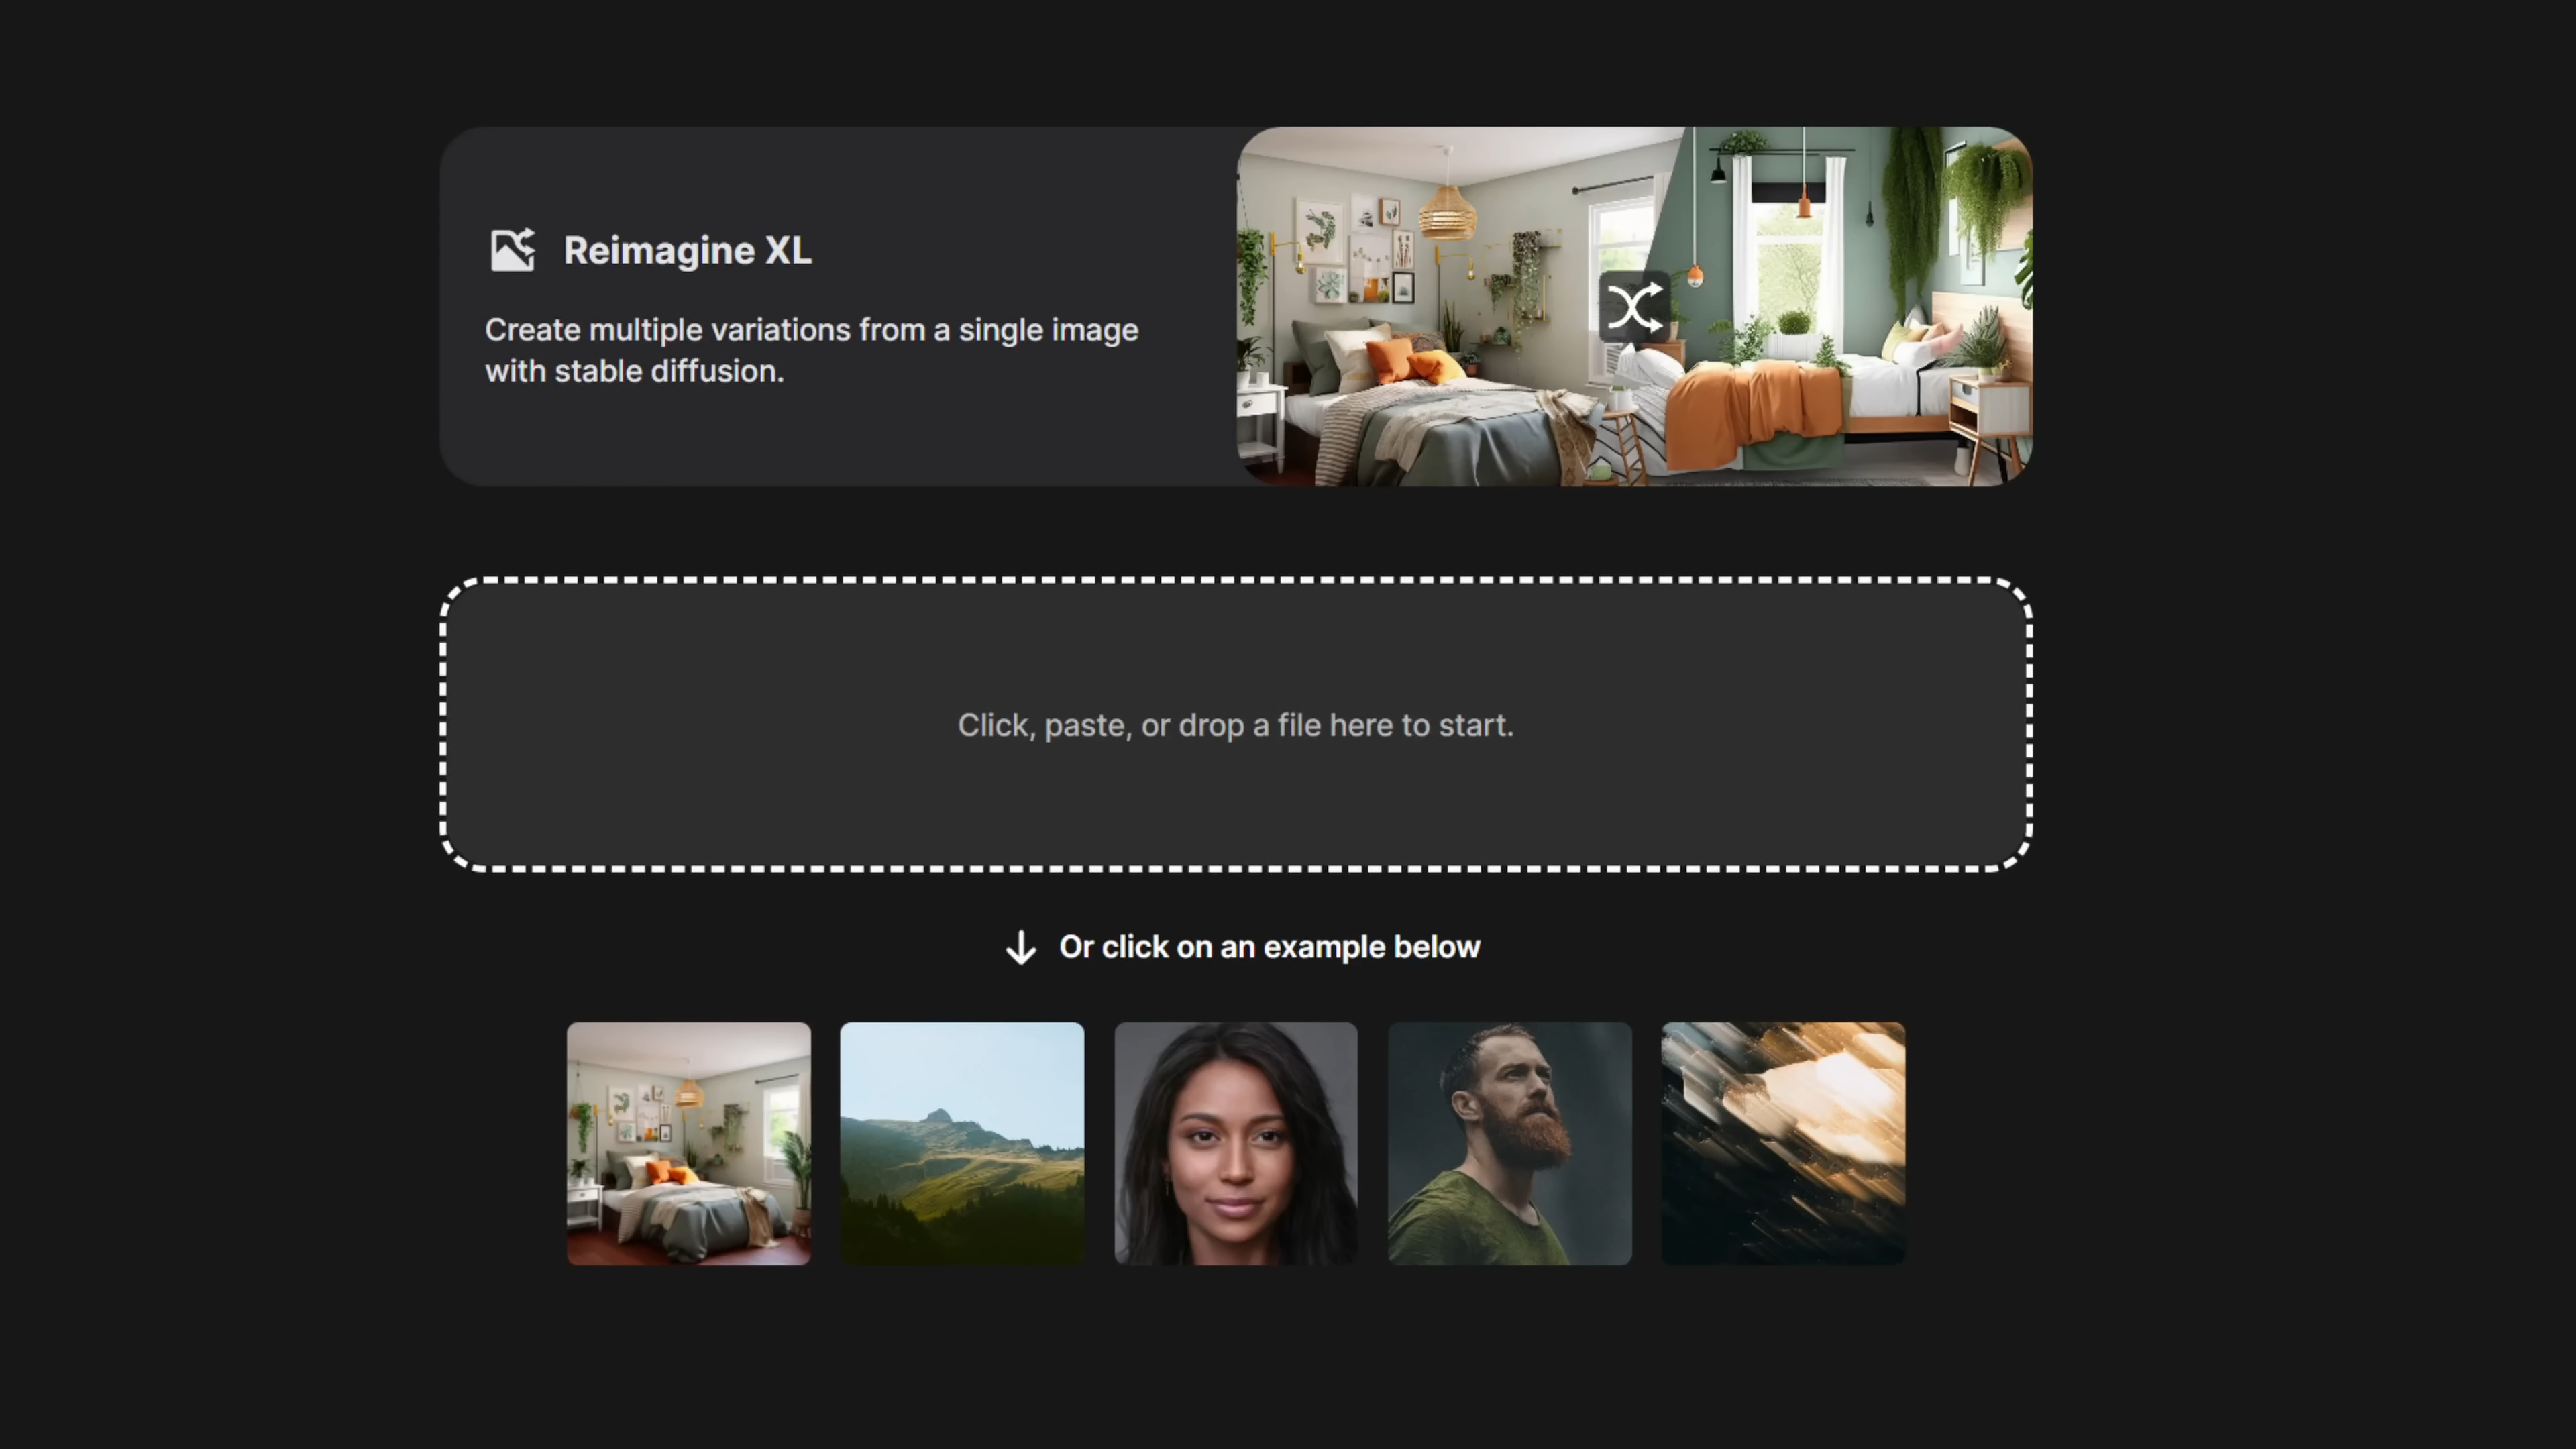 Reimagine XL
Create multiple variations from a single image
with stable diffusion.
Click, paste, or drop a file here to start.
Or click on an example below